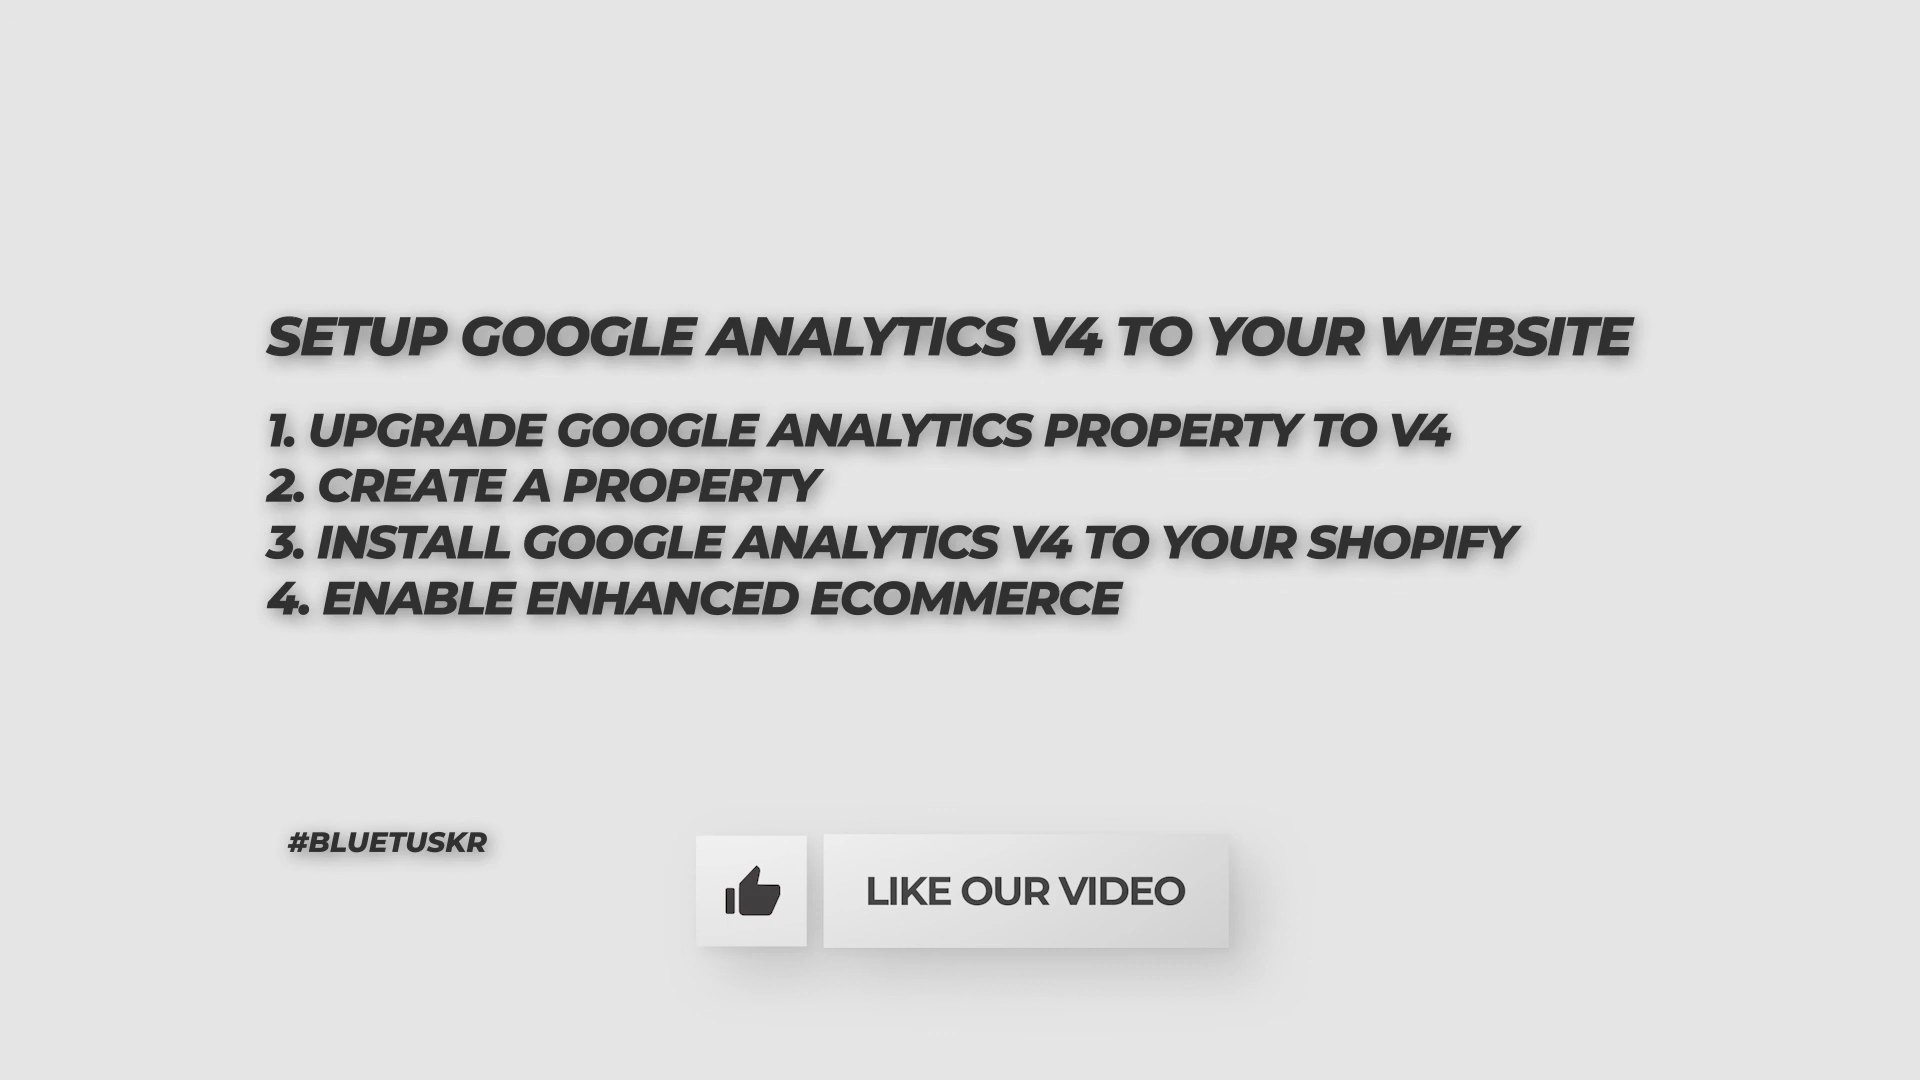 SETUP GOOGLE ANALYTICS V4 TO YOUR WEBSITE
1. UPGRADE GOOGLE ANALYTICS PROPERTY TO V4
2. CREATE A PROPERTY
3. INSTALL GOOGLE ANALYTICS V4 TO YOUR SHOPIFY
4. ENABLE ENHANCED ECOMMERCE
#BLUETUSKR
LIKE OUR VIDEO